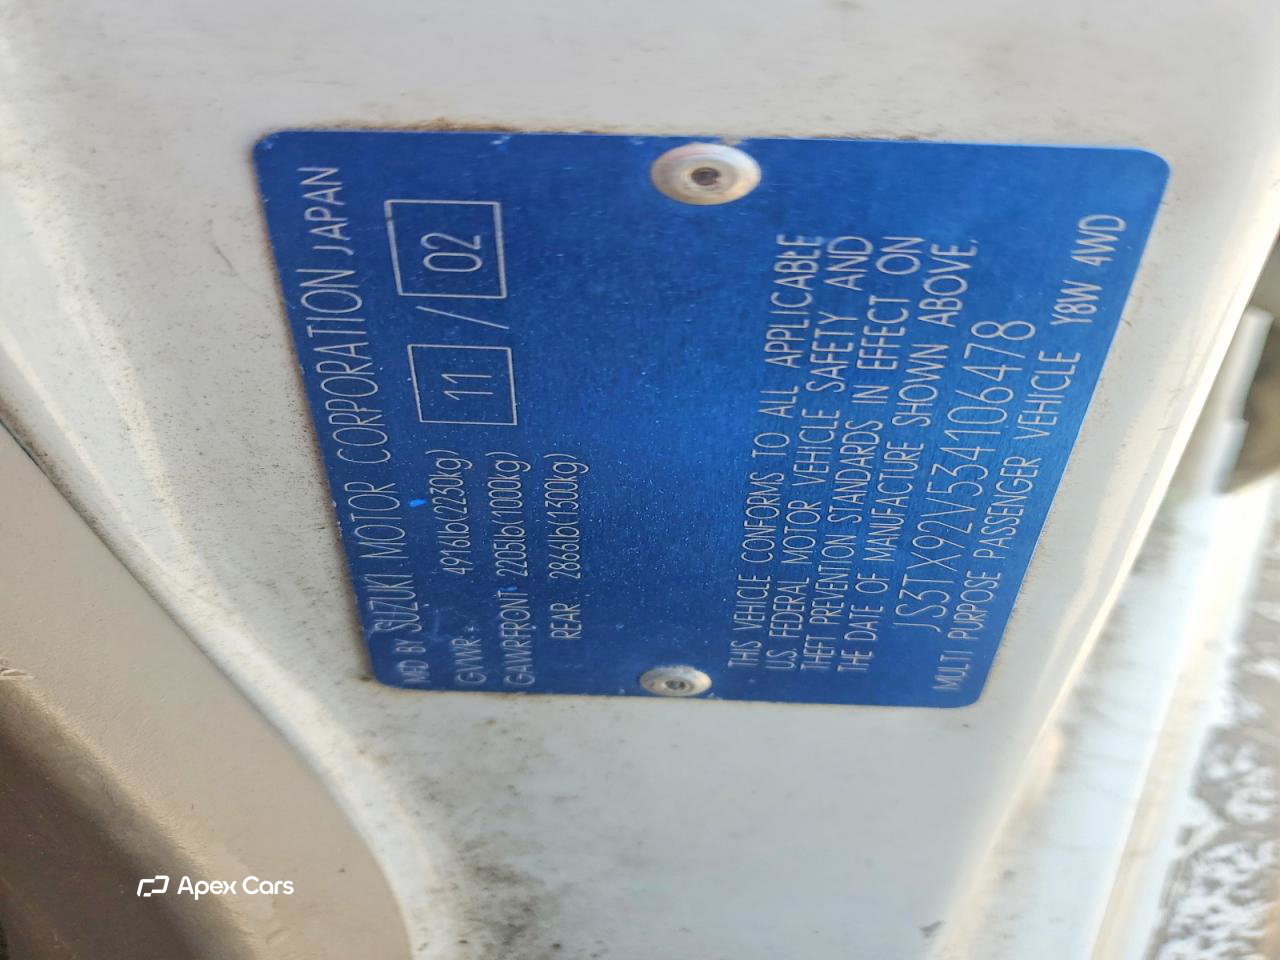 MFD BY SUZUKI MOTOR CORPORATION JAPAN
GVWR 4916lb(2230kg) 11 / 02
GAWR FRONT 2205lb(1000kg)
REAR 2866lb(1300kg)
THIS VEHICLE CONFORMS TO ALL APPLICABLE
U.S. FEDERAL MOTOR VEHICLE SAFETY AND
THEFT PREVENTION STANDARDS IN EFFECT ON
THE DATE OF MANUFACTURE SHOWN ABOVE.
JS3TX92V534106478
MULTI PURPOSE PASSENGER VEHICLE Y8W 4WD
Apex Cars